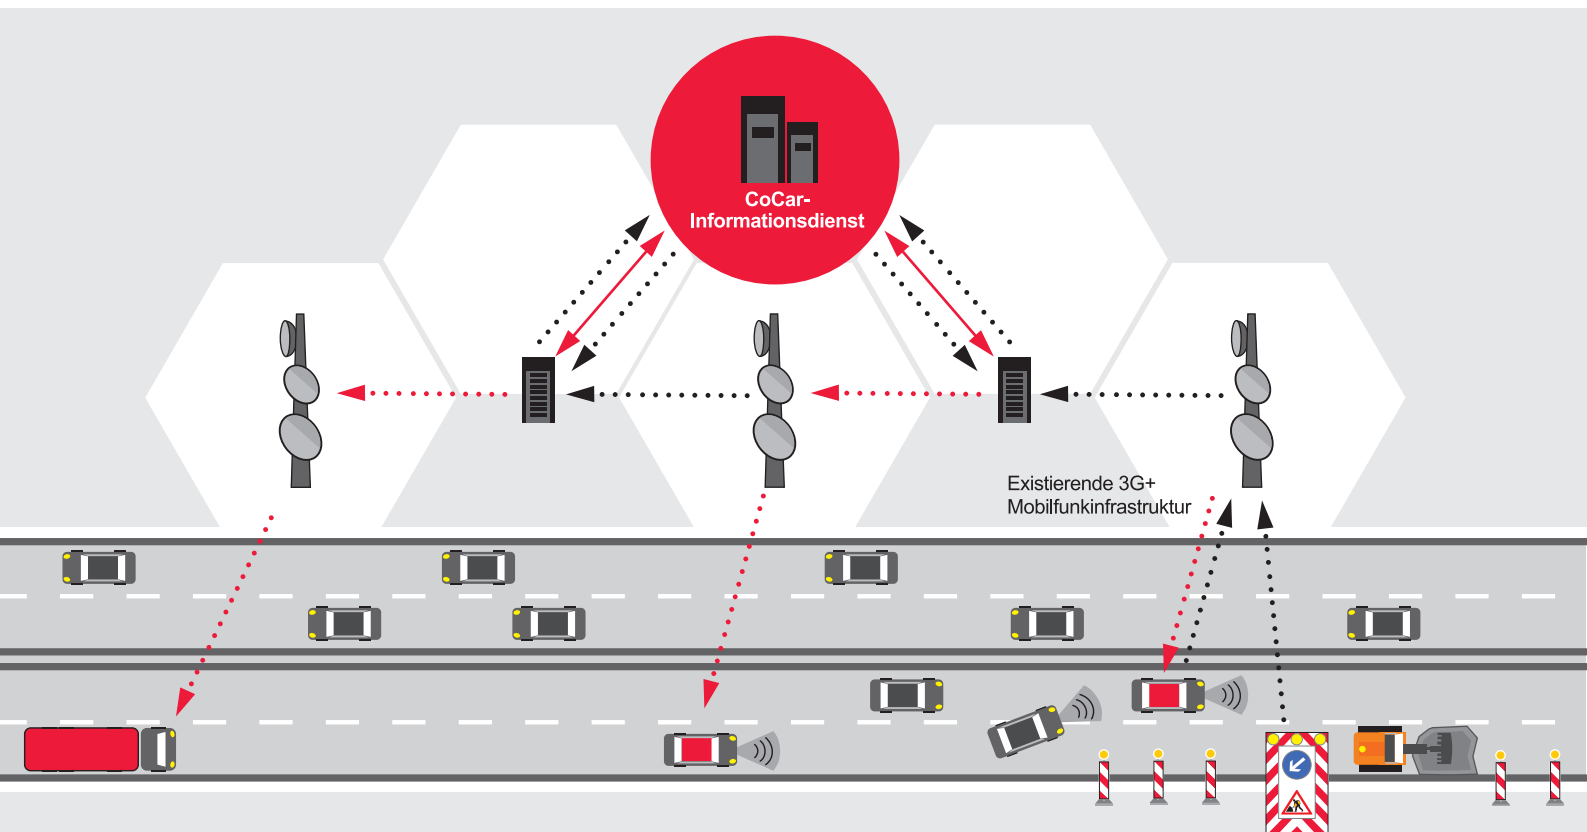 CoCar-
Informationsdienst
Existierende 3G+
Mobilfunkinfrastruktur